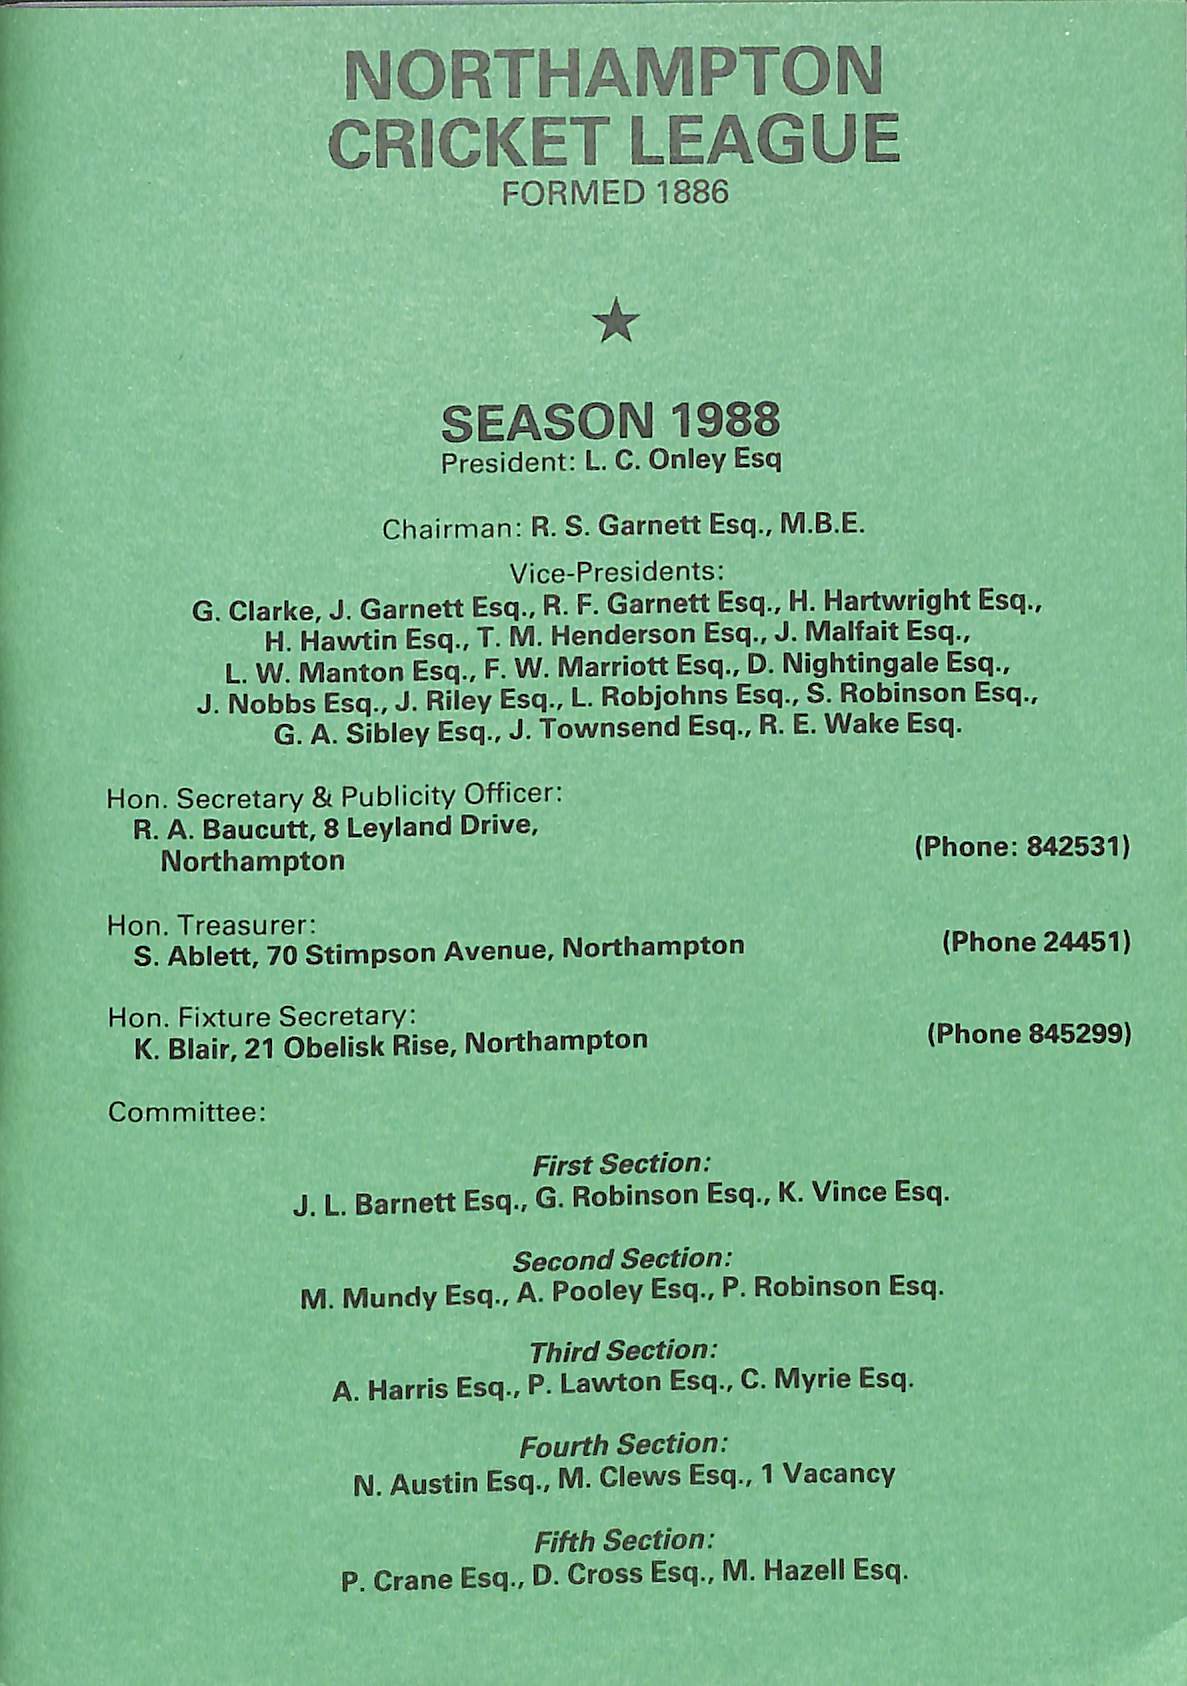 NORTHAMPTON
CRICKET LEAGUE
FORMED 1886
SEASON 1988
President: L. C. Onley Esq
Chairman: R. S. Garnett Esq., M.B.E.
Vice-Presidents:
G. Clarke, J. Garnett Esq., R. F. Garnett Esq., H. Hartwright Esq.,
H. Hawtin Esq., T. M. Henderson Esq., J. Malfait Esq.,
L. W. Manton Esq., F. W. Marriott Esq., D. Nightingale Esq.,
J. Nobbs Esq., J. Riley Esq., L. Robjohns Esq., S. Robinson Esq.,
G. A. Sibley Esq., J. Townsend Esq., R. E. Wake Esq.
Hon. Secretary & Publicity Officer:
R. A. Baucutt, 8 Leyland Drive,
Northampton (Phone: 842531)
Hon. Treasurer:
S. Ablett, 70 Stimpson Avenue, Northampton (Phone 24451)
Hon. Fixture Secretary:
K. Blair, 21 Obelisk Rise, Northampton (Phone 845299)
Committee:
First Section:
J. L. Barnett Esq., G. Robinson Esq., K. Vince Esq.
Second Section:
M. Mundy Esq., A. Pooley Esq., P. Robinson Esq.
Third Section:
A. Harris Esq., P. Lawton Esq., C. Myrie Esq.
Fourth Section:
N. Austin Esq., M. Clews Esq., 1 Vacancy
Fifth Section:
P. Crane Esq., D. Cross Esq., M. Hazell Esq.